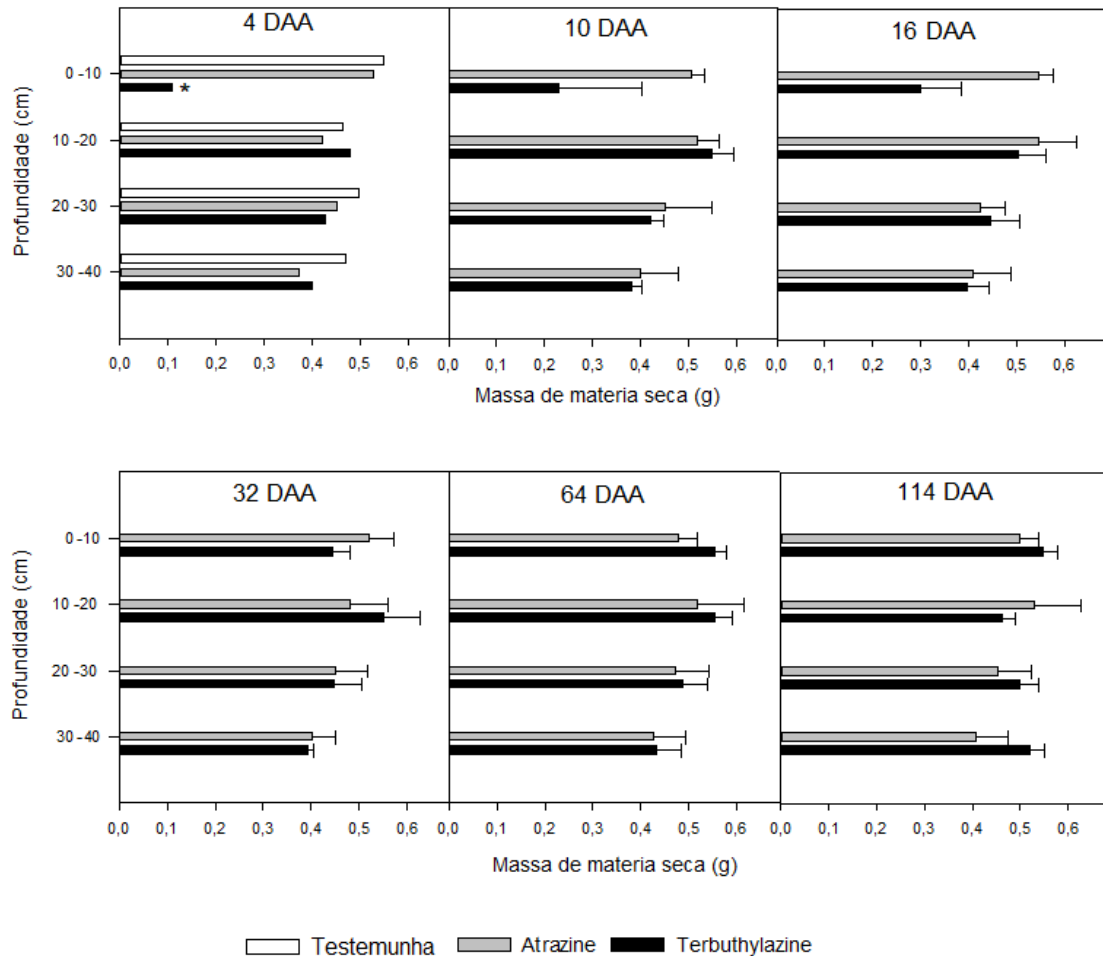 4 DAA 10 DAA 16 DAA
Profundidade (cm)
0 -10
*
10 -20
20 -30
30-40
0,0 0,1 0,2 0,3 0,4 0,5 0,6 0,0 0,1 0,2 0,3 0,4 0,5 0,6 0,0 0,1 0,2 0,3 0,4 0,5 0,6
Massa de materia seca (g)
32 DAA 64 DAA 114 DAA
Profundidade (cm)
0 -10
10 -20
20 -30
30-40
0,0 0,1 0,2 0,3 0,4 0,5 0,6 0,0 0,1 0,2 0,3 0,4 0,5 0,6 0,0 0,1 0,2 0,3 0,4 0,5 0,6
Massa de materia seca (g)
Testemunha Atrazine Terbuthylazine